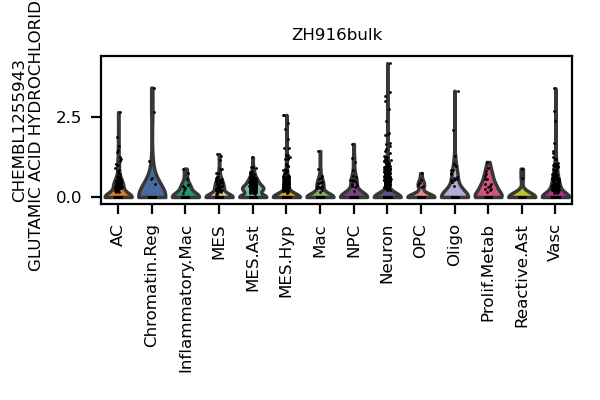 ZH916bulk
CHEMBL1255943
GLUTAMIC ACID HYDROCHLORID
2.5
0.0
AC
Chromatin.Reg
Inflammatory.Mac
MES
MES.Ast
MES.Hyp
Mac
NPC
Neuron
OPC
Oligo
Prolif.Metab
Reactive.Ast
Vasc